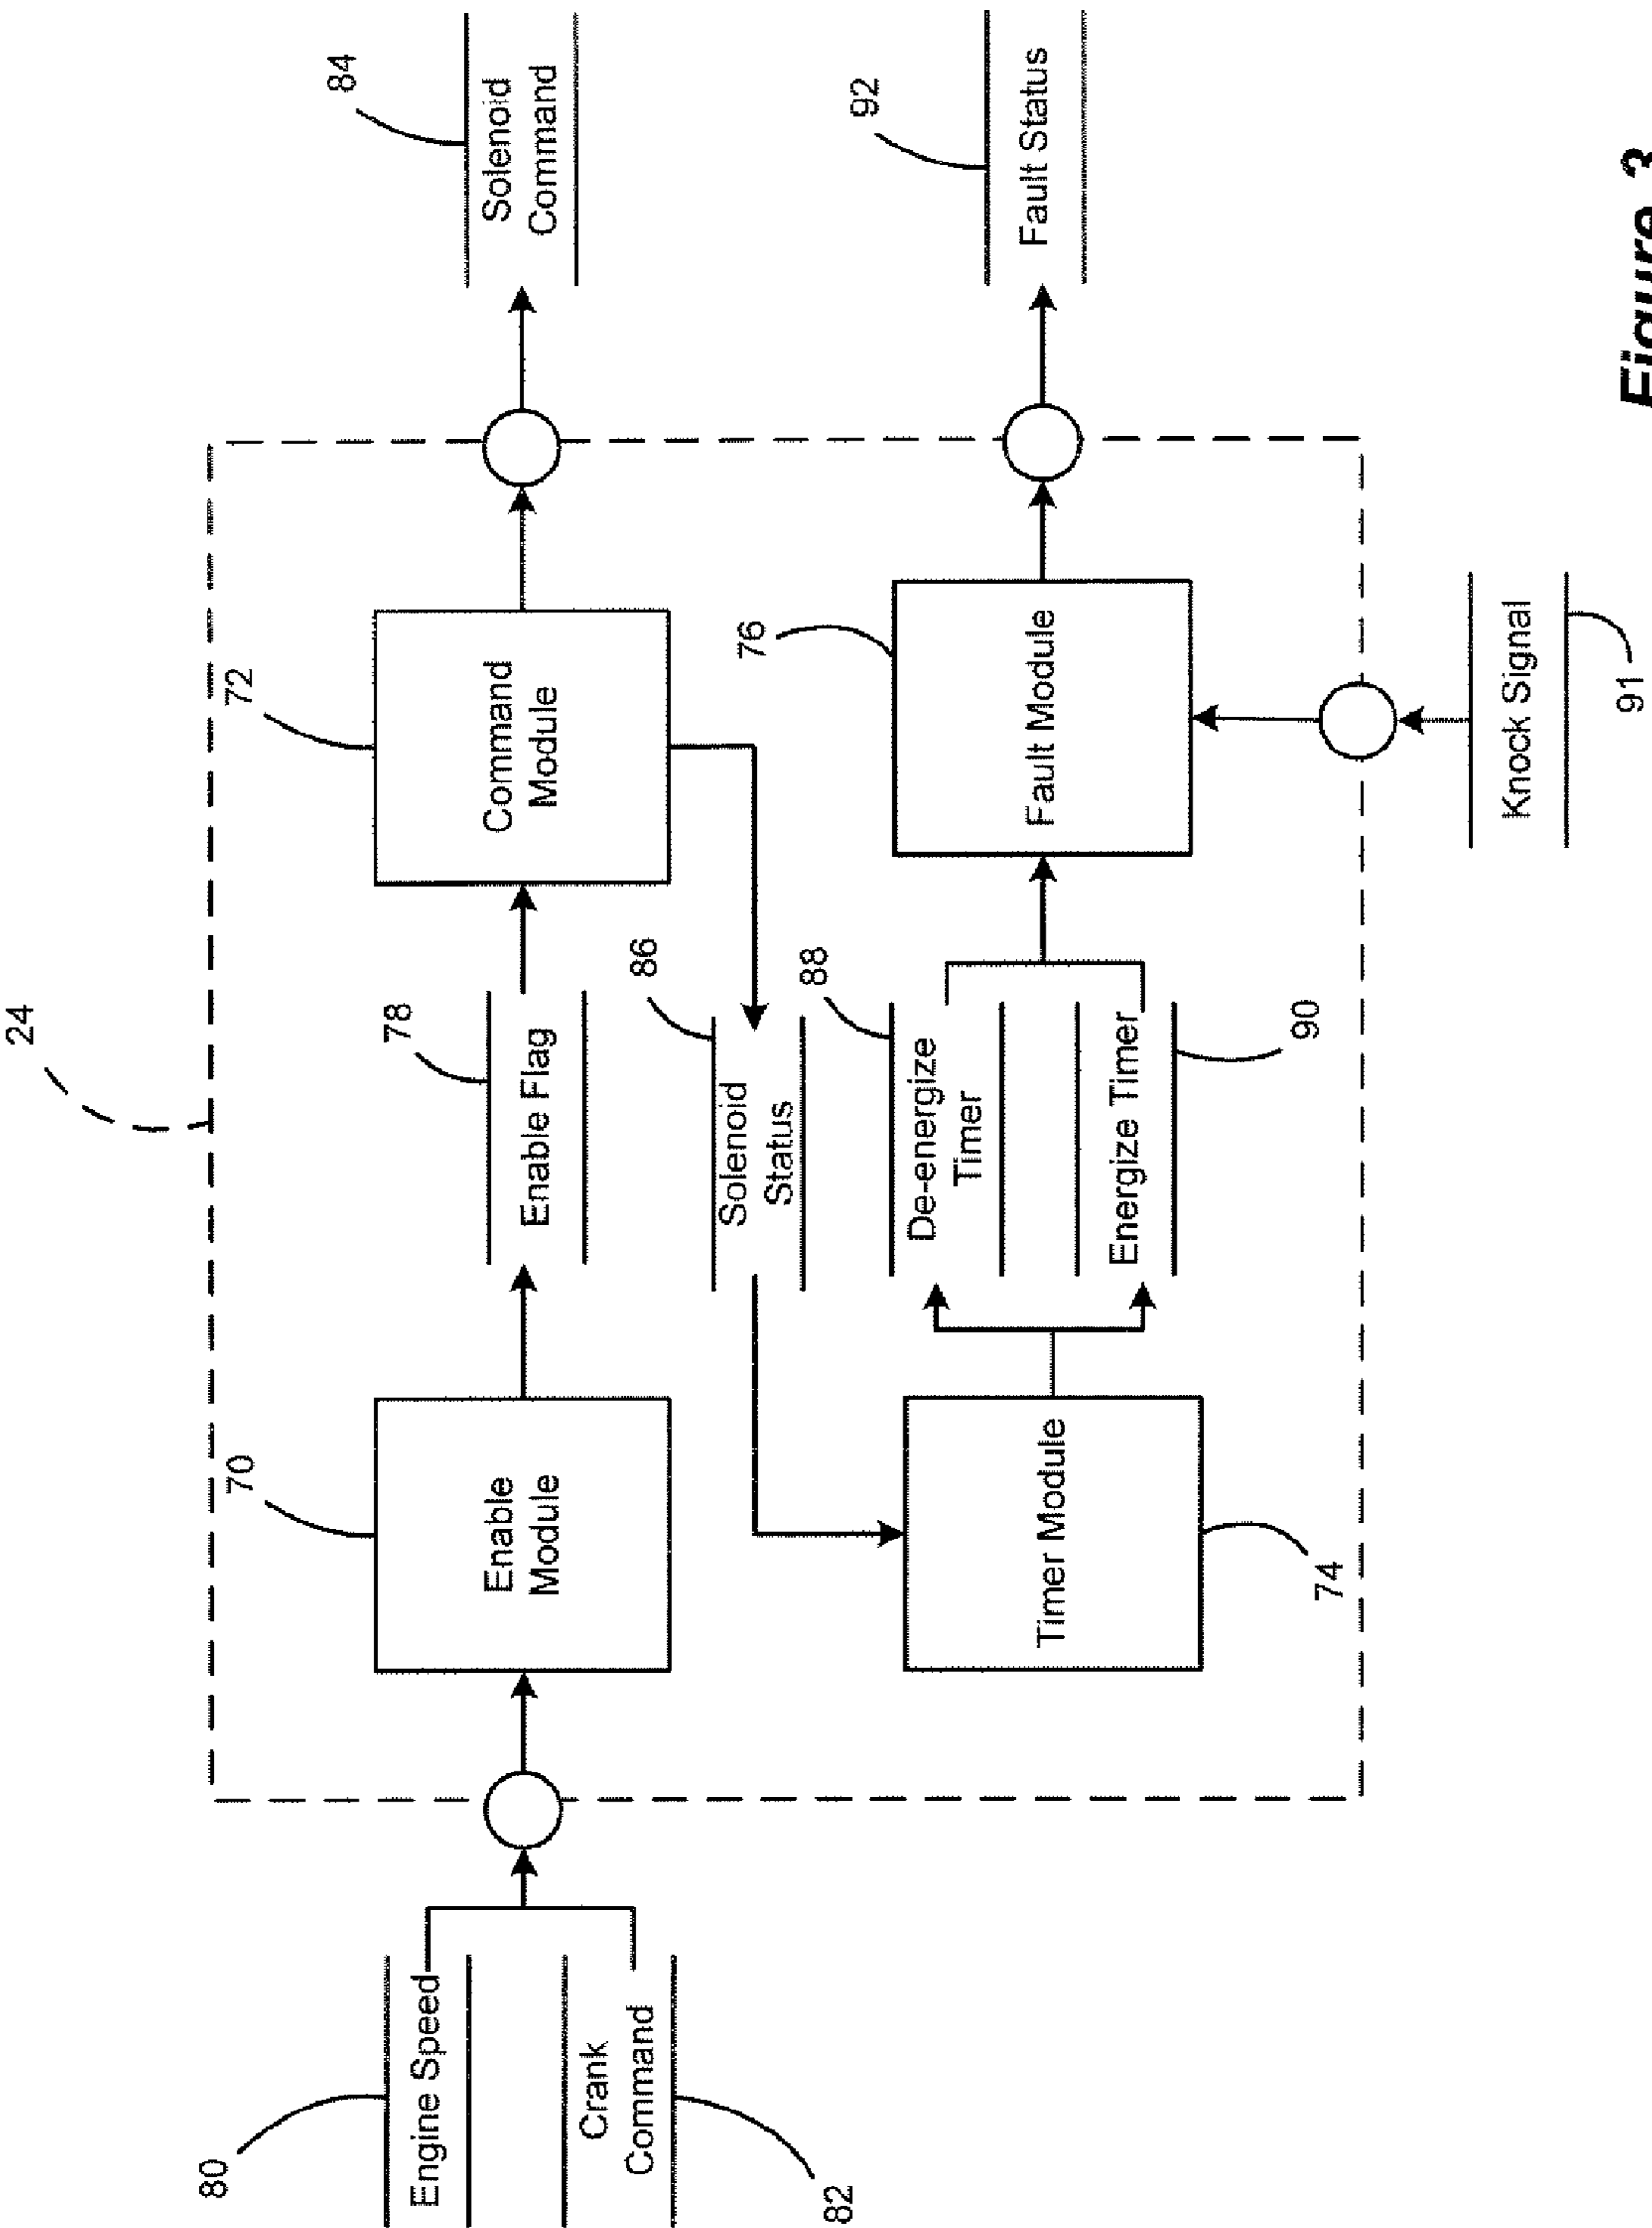 24
80
Engine Speed
Crank
Command
82
70
Enable
Module
78
Enable Flag
72
Command
Module
84
Solenoid
Command
86
Solenoid
Status
Timer Module
74
88
De-energize
Timer
Energize Timer
90
76
Fault Module
92
Fault Status
Knock Signal
91
Figure 3